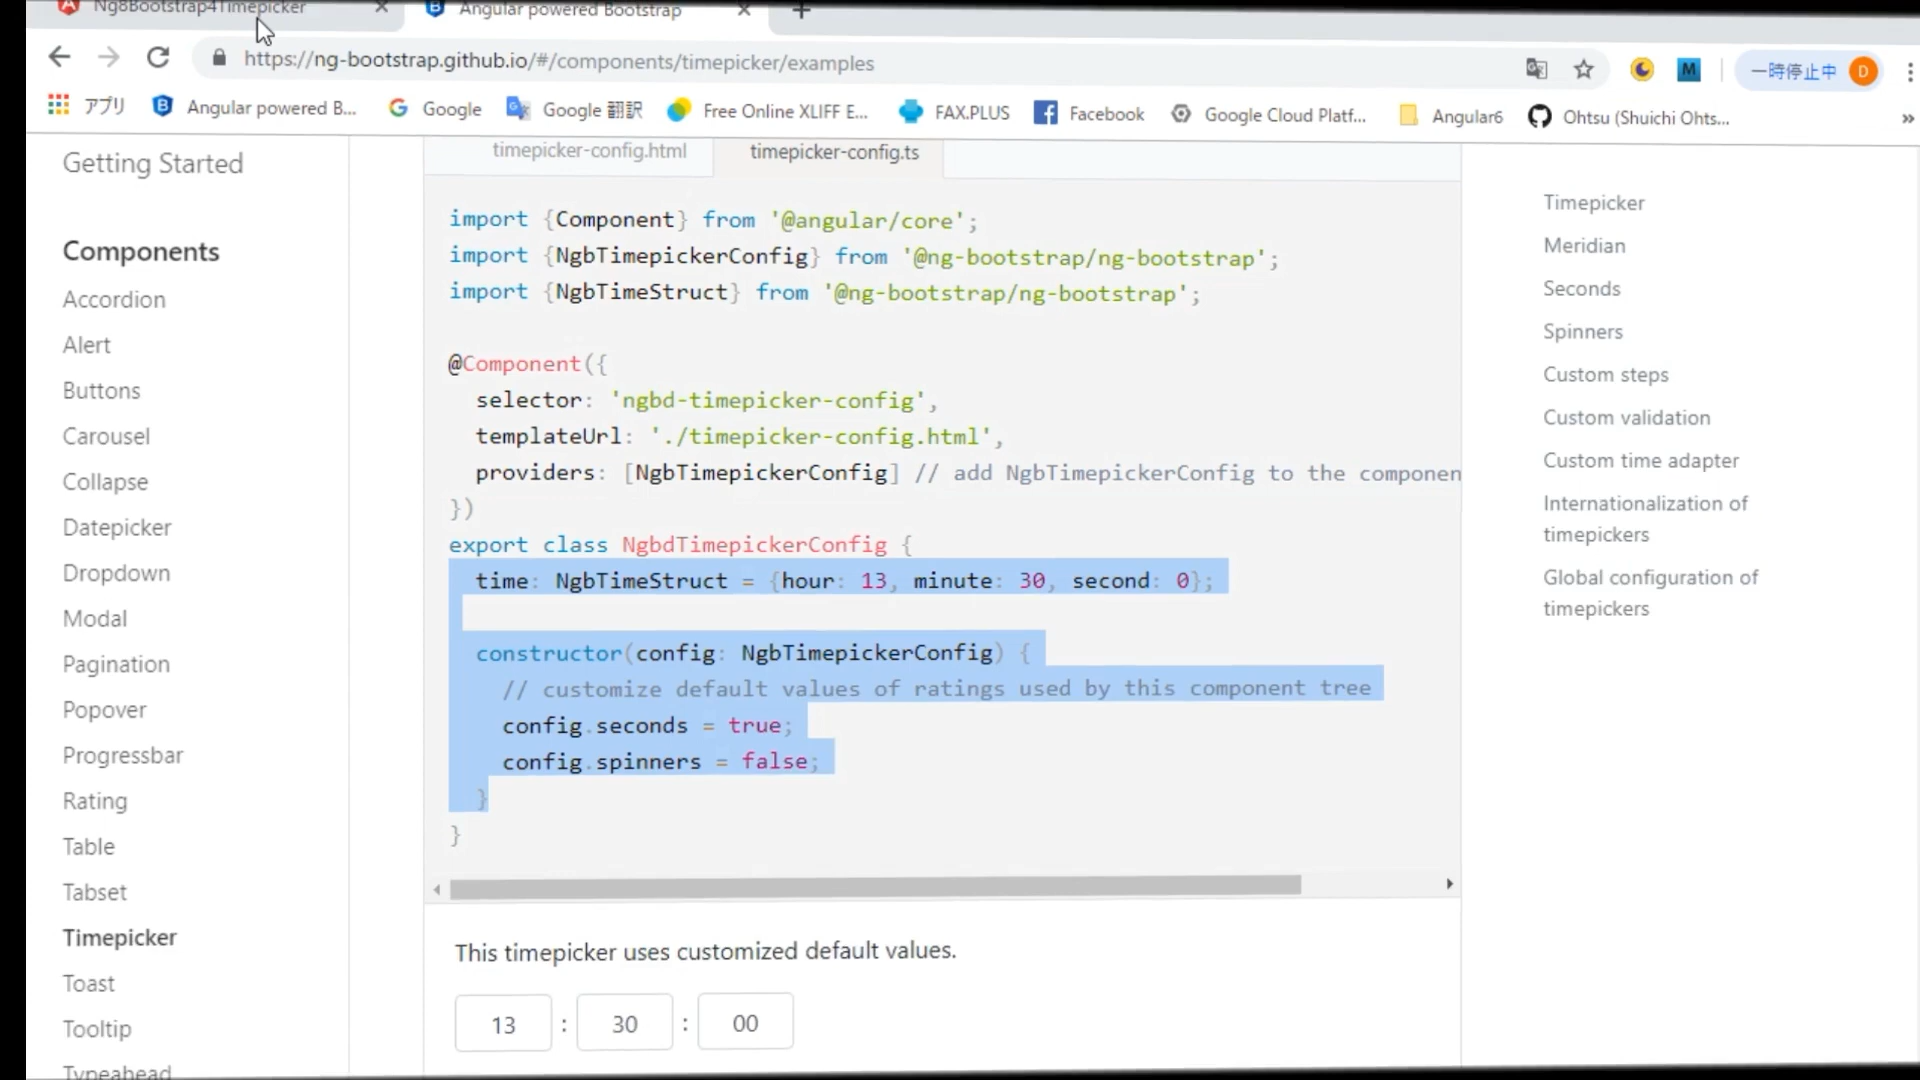 Ng8Bootstrap4Timepicker
Angular powered Bootstrap
https://ng-bootstrap.github.io/#/components/timepicker/examples
一時停止中 D
アプリ
Angular powered B...
Google
Google 翻訳
Free Online XLIFF E...
FAX.PLUS
Facebook
Google Cloud Platf...
Angular6
Ohtsu (Shuichi Ohts...
»
Getting Started
Components
Accordion
Alert
Buttons
Carousel
Collapse
Datepicker
Dropdown
Modal
Pagination
Popover
Progressbar
Rating
Table
Tabset
Timepicker
Toast
Tooltip
Typeahead
timepicker-config.html
timepicker-config.ts
import {Component} from '@angular/core';
import {NgbTimepickerConfig} from '@ng-bootstrap/ng-bootstrap';
import {NgbTimeStruct} from '@ng-bootstrap/ng-bootstrap';
@Component({
selector: 'ngbd-timepicker-config',
templateUrl: './timepicker-config.html',
providers: [NgbTimepickerConfig] // add NgbTimepickerConfig to the componen
})
export class NgbdTimepickerConfig {
time: NgbTimeStruct = {hour: 13, minute: 30, second: 0};
constructor(config: NgbTimepickerConfig) {
// customize default values of ratings used by this component tree
config.seconds = true;
config.spinners = false;
}
}
This timepicker uses customized default values.
13 : 30 : 00
Timepicker
Meridian
Seconds
Spinners
Custom steps
Custom validation
Custom time adapter
Internationalization of
timepickers
Global configuration of
timepickers